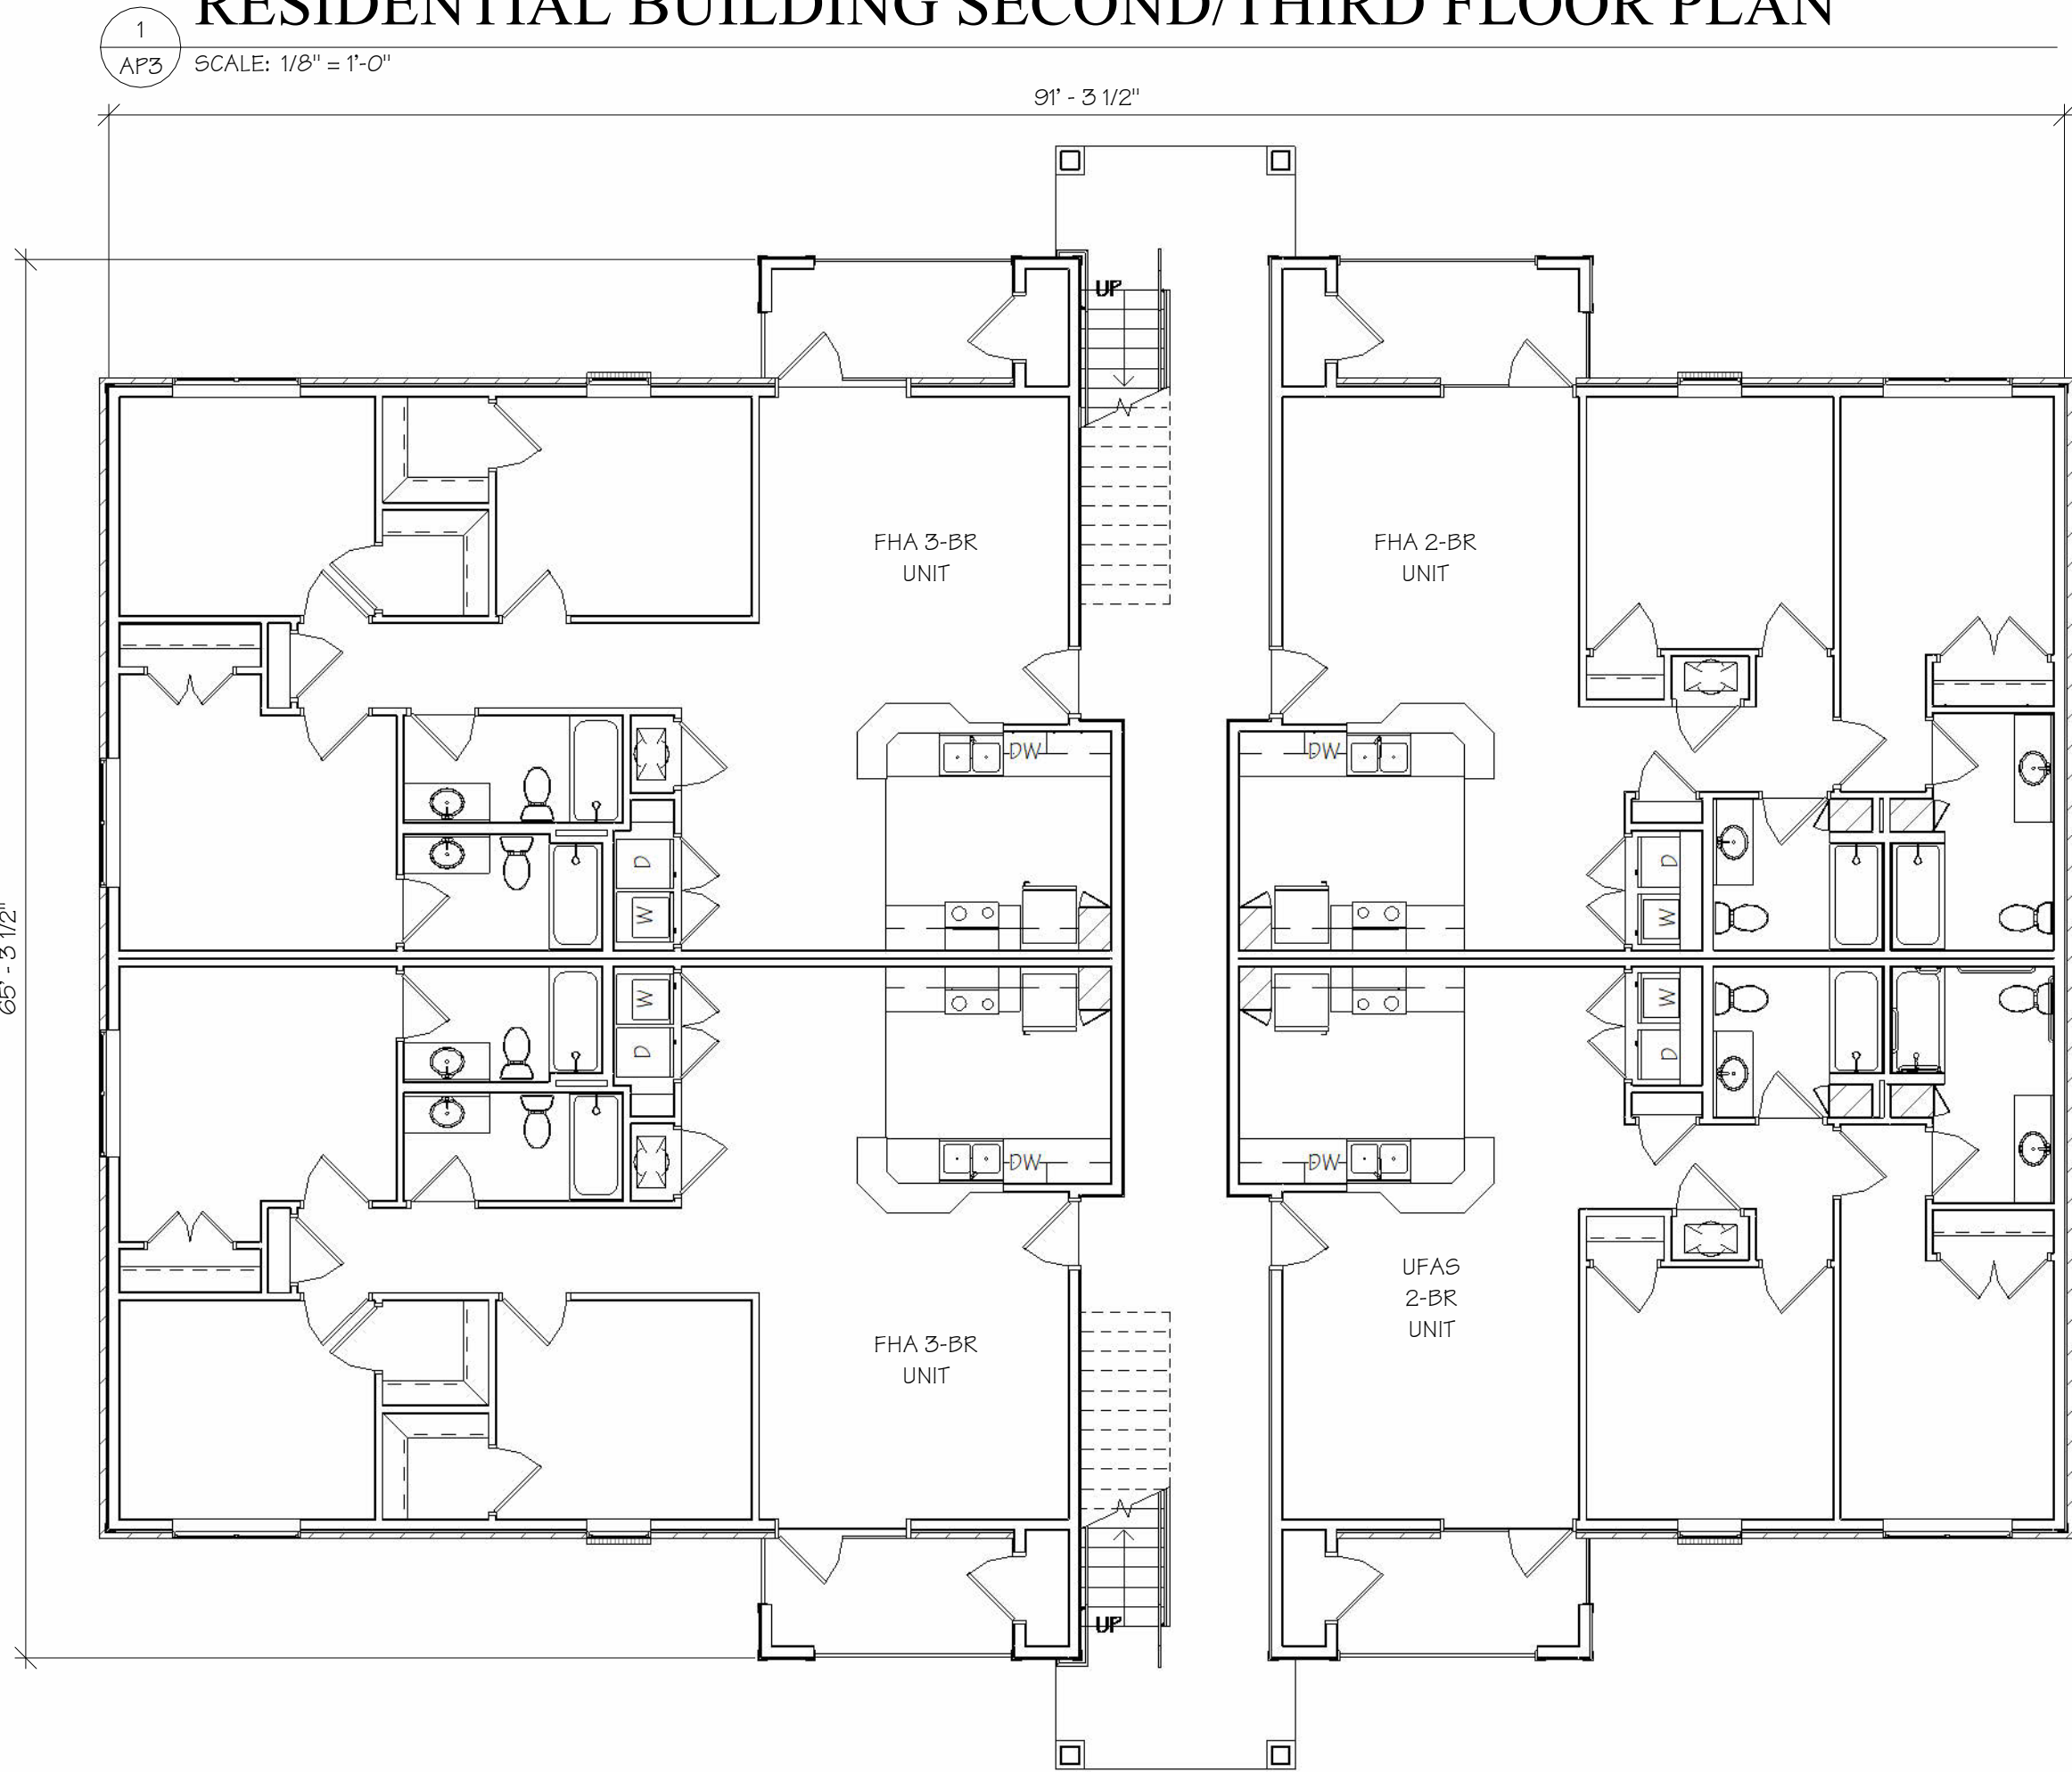 RESIDENTIAL BUILDING SECOND/THIRD FLOOR PLAN
1
AP3
SCALE: 1/8" = 1'-0"
91' - 3 1/2"
65' - 3 1/2"
UP
FHA 3-BR
UNIT
FHA 2-BR
UNIT
DW
DW
D
W
D
W
W
D
W
D
DW
DW
UFAS
2-BR
UNIT
FHA 3-BR
UNIT
UP